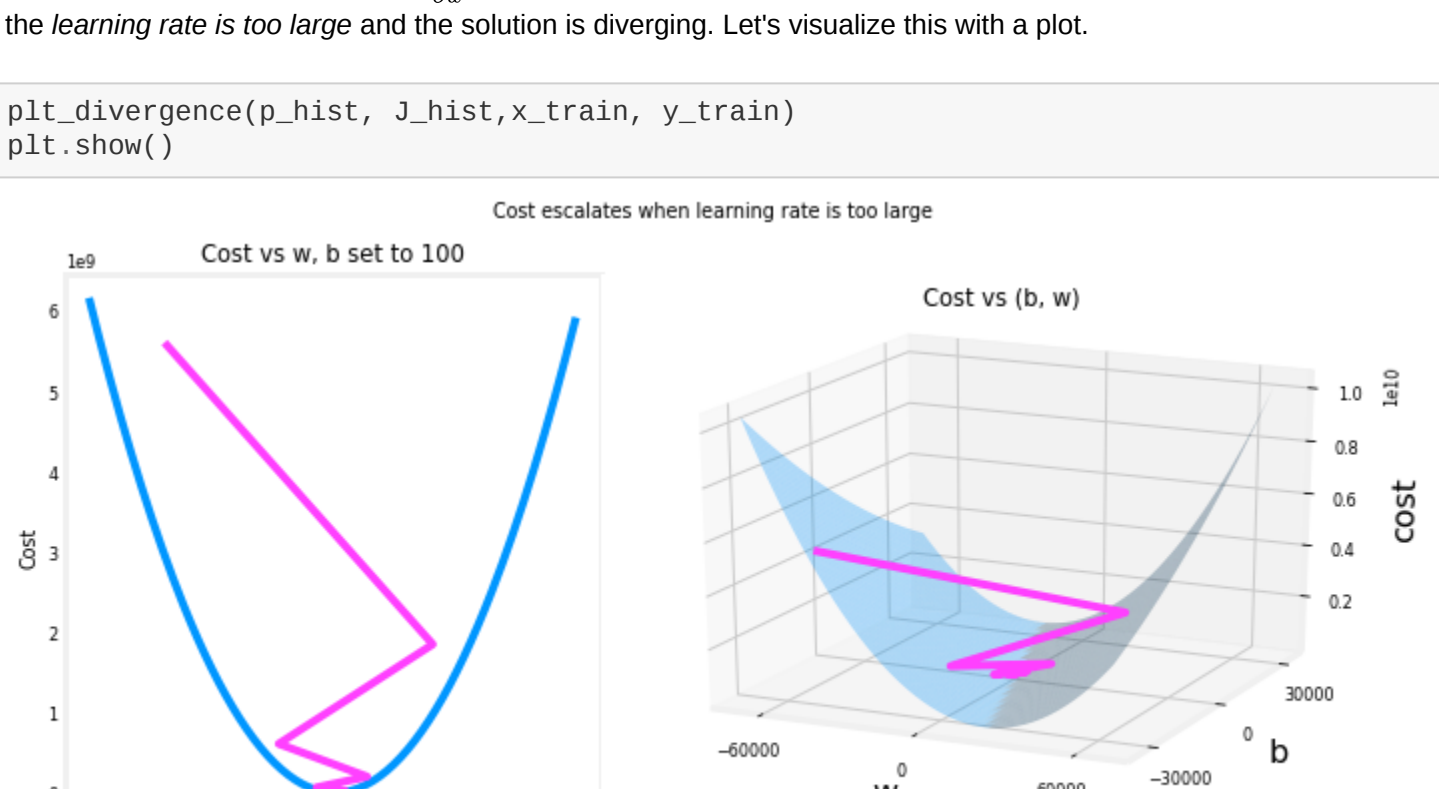 the learning rate is too large and the solution is diverging. Let's visualize this with a plot.
plt_divergence(p_hist, J_hist,x_train, y_train)
plt.show()
Cost escalates when learning rate is too large
Cost vs w, b set to 100
1e9
6
5
4
3
2
1
Cost
Cost vs (b, w)
1e10
1.0
0.8
0.6
0.4
0.2
cost
30000
0
−30000
b
−60000
0
60000
w